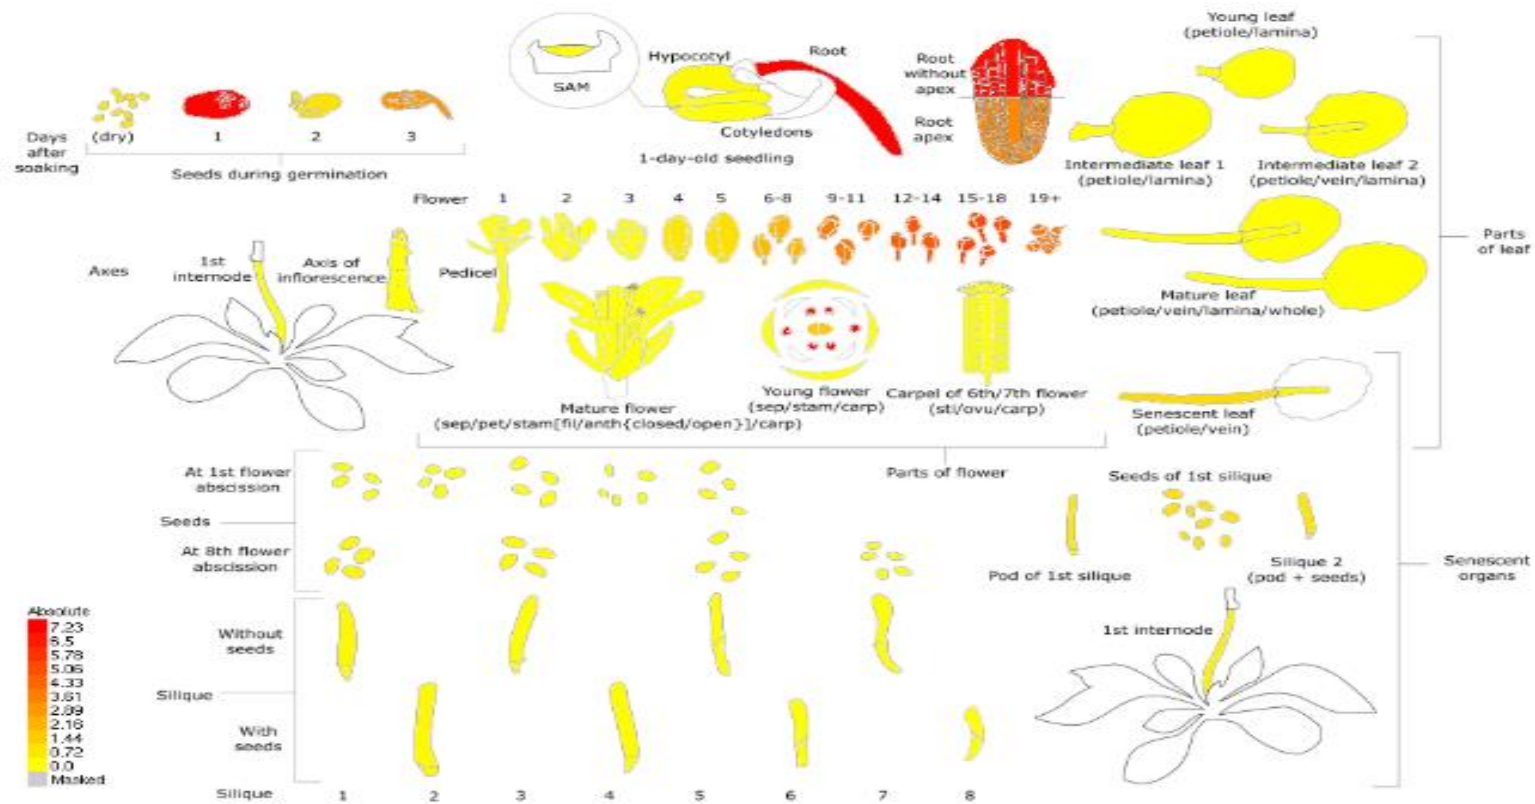 Young leaf
(petiole/lamina)
Hypocotyl
Root
SAM
Root
without
apex
Root
apex
Cotyledons
1-day-old seedling
Days
after
soaking
(dry)
1
2
3
Seeds during germination
Intermediate leaf 1
(petiole/lamina)
Intermediate leaf 2
(petiole/vein/lamina)
Flower
1
2
3
4
5
6-8
9-11
12-14
15-18
19+
Parts
of leaf
Axes
1st
internode
Axis of
inflorescence
Pedicel
Mature leaf
(petiole/vein/lamina/whole)
Mature flower
(sep/pet/stam[fil/anth{closed/open}]/carp)
Young flower
(sep/stam/carp)
Carpel of 6th/7th flower
(sti/ovu/carp)
Senescent leaf
(petiole/vein)
Parts of flower
At 1st flower
abscission
Seeds
At 8th flower
abscission
Seeds of 1st silique
Pod of 1st silique
Silique 2
(pod + seeds)
Senescent
organs
Absolute
7.23
6.5
5.78
5.06
4.33
3.61
2.89
2.16
1.44
0.72
0.0
Masked
Without
seeds
Silique
With
seeds
1st internode
Silique
1
2
3
4
5
6
7
8